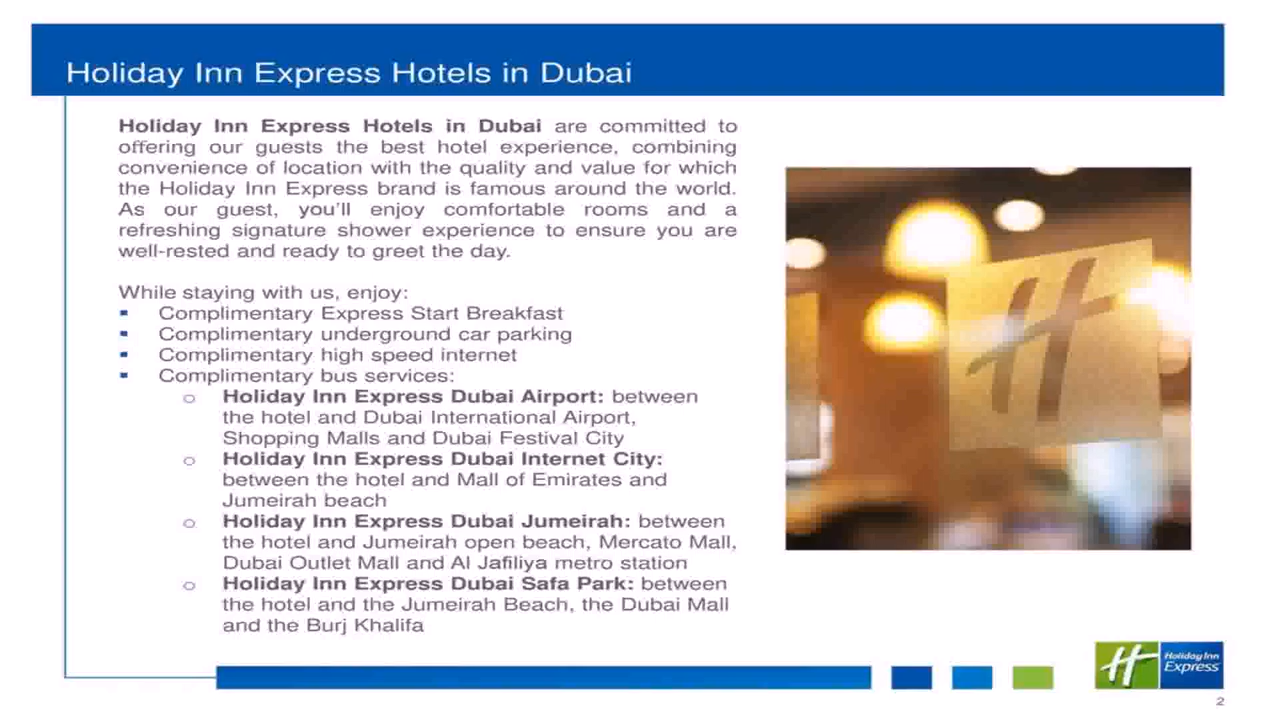 Holiday Inn Express Hotels in Dubai
Holiday Inn Express Hotels in Dubai are committed to
offering our guests the best hotel experience, combining
convenience of location with the quality and value for which
the Holiday Inn Express brand is famous around the world.
As our guest, you'll enjoy comfortable rooms and a
refreshing signature shower experience to ensure you are
well-rested and ready to greet the day.
While staying with us, enjoy:
Complimentary Express Start Breakfast
Complimentary underground car parking
Complimentary high speed internet
Complimentary bus services:
Holiday Inn Express Dubai Airport: between
the hotel and Dubai International Airport,
Shopping Malls and Dubai Festival City
Holiday Inn Express Dubai Internet City:
between the hotel and Mall of Emirates and
Jumeirah beach
Holiday Inn Express Dubai Jumeirah: between
the hotel and Jumeirah open beach, Mercato Mall,
Dubai Outlet Mall and Al Jafiliya metro station
Holiday Inn Express Dubai Safa Park: between
the hotel and the Jumeirah Beach, the Dubai Mall
and the Burj Khalifa
H
H
Holiday Inn
Express
2